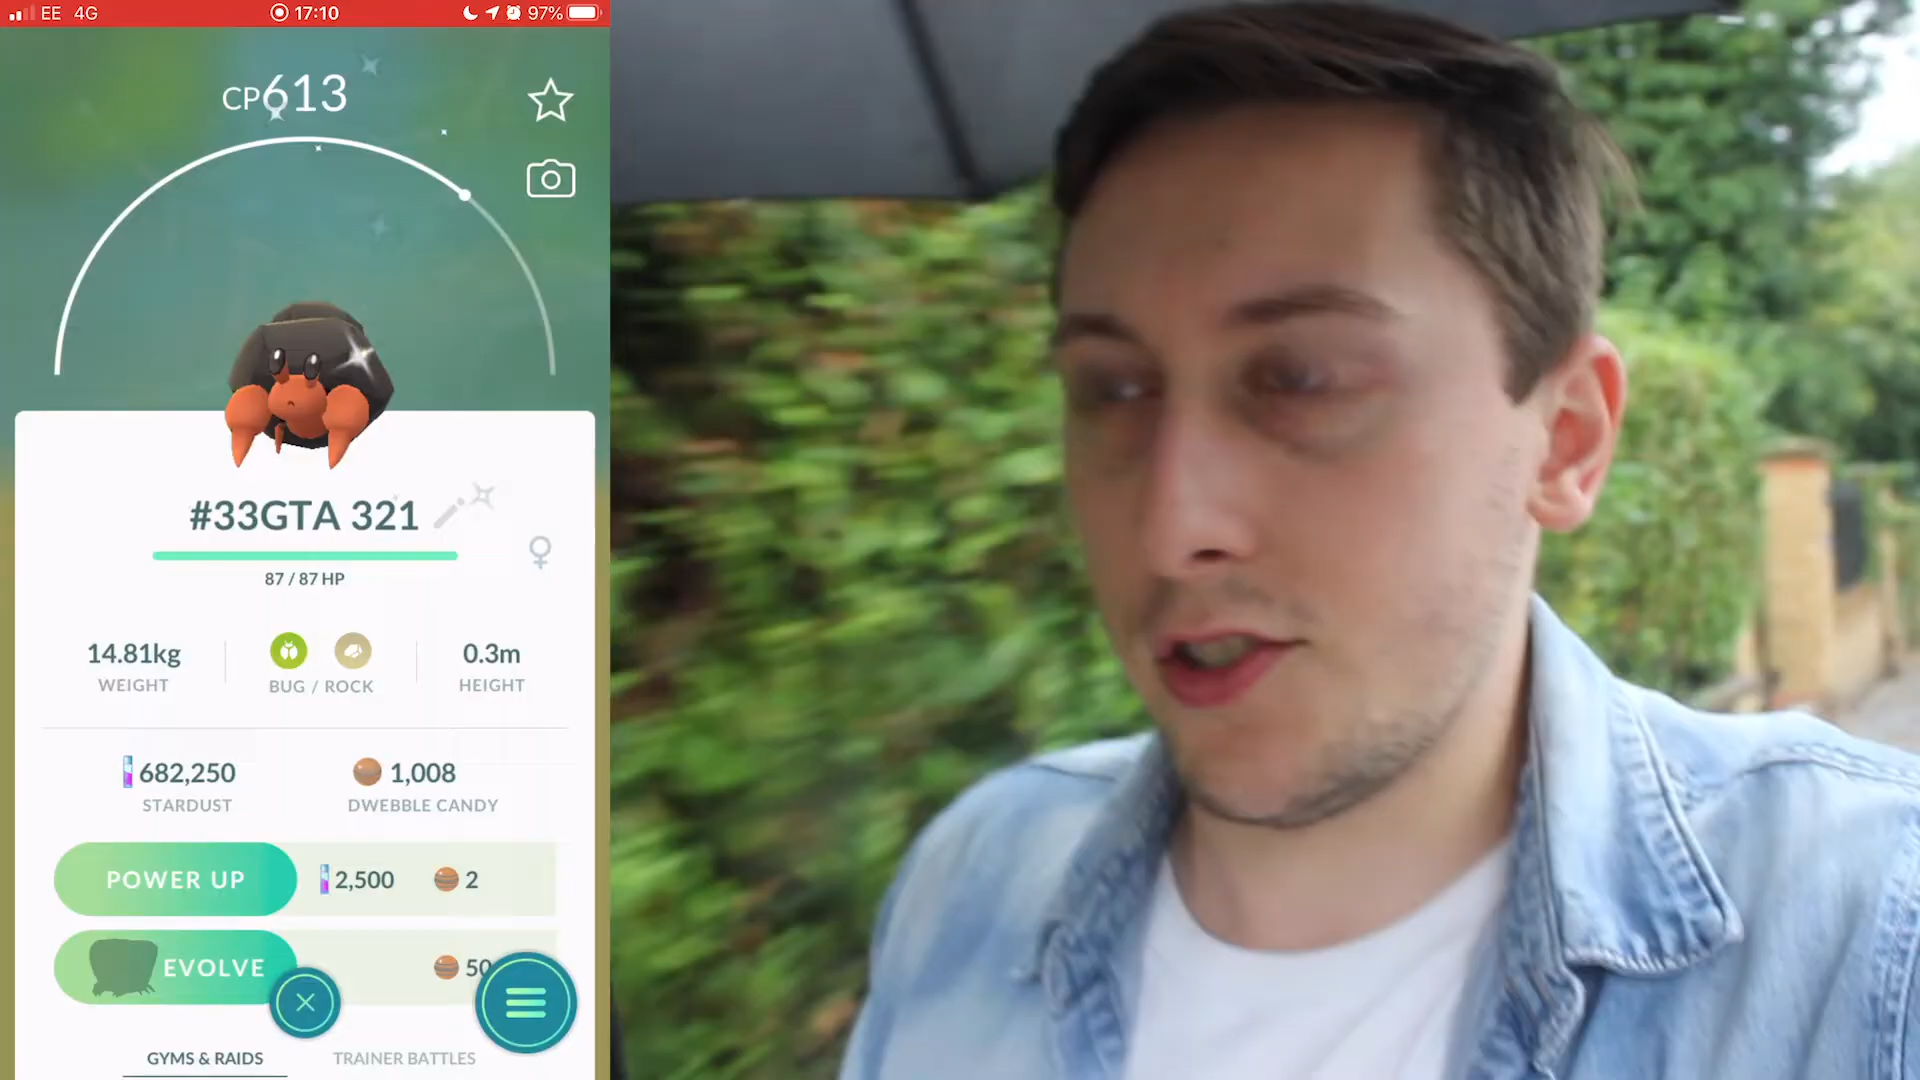 EE 4G 17:10 97%
CP613
#33GTA 321
87 / 87 HP
14.81kg BUG / ROCK 0.3m
WEIGHT HEIGHT
682,250 1,008
STARDUST DWEBBLE CANDY
POWER UP 2,500 2
EVOLVE 50
GYMS & RAIDS TRAINER BATTLES